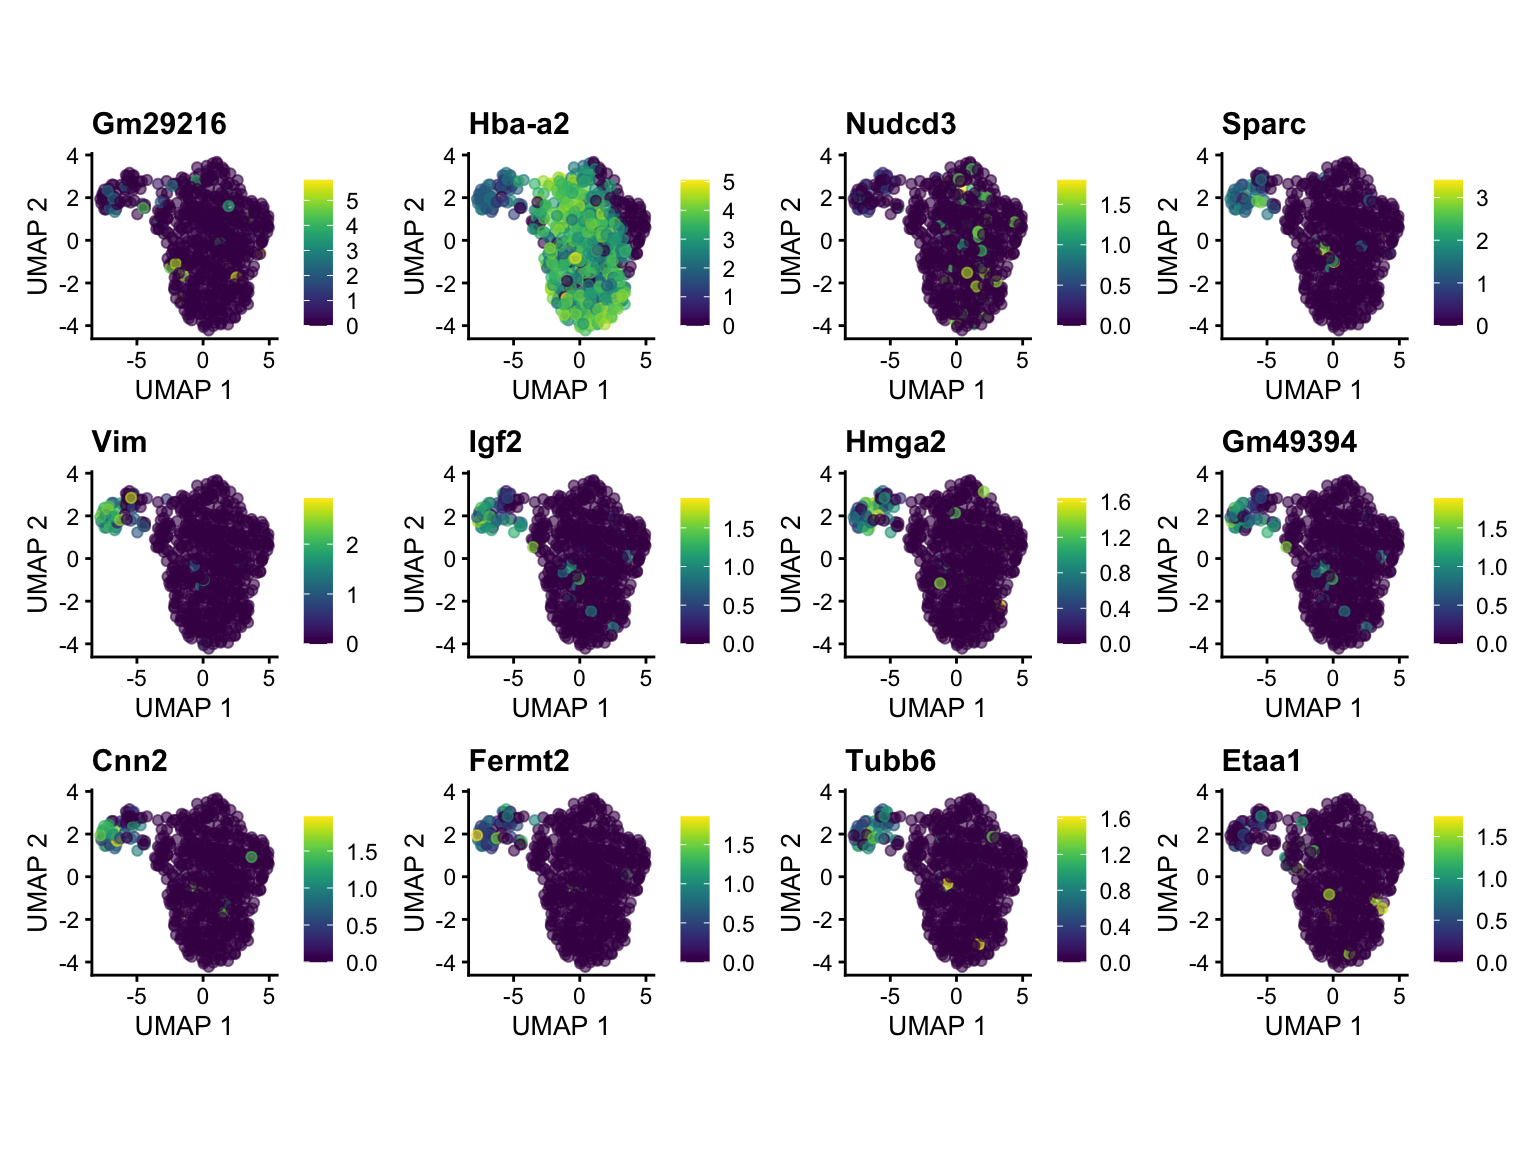 Gm29216 Hba-a2 Nudcd3 Sparc
4 4 4 4
5 5 1.5 3
2 2 2 2
4 4
UMAP 2 0 3 UMAP 2 0 3 UMAP 2 0 1.0 UMAP 2 0 2
2 2
-2 -2 -2 0.5 -2 1
1 1
-4 0 -4 0 -4 0.0 -4 0
-5 0 5 -5 0 5 -5 0 5 -5 0 5
UMAP 1 UMAP 1 UMAP 1 UMAP 1
Vim Igf2 Hmga2 Gm49394
4 4 4 4
1.6
2 2 2 1.5 2 1.2 2 1.5
UMAP 2 0 UMAP 2 0 1.0 UMAP 2 0 0.8 UMAP 2 0 1.0
-2 1 -2 0.5 -2 0.4 -2 0.5
-4 0 -4 0.0 -4 0.0 -4 0.0
-5 0 5 -5 0 5 -5 0 5 -5 0 5
UMAP 1 UMAP 1 UMAP 1 UMAP 1
Cnn2 Fermt2 Tubb6 Etaa1
4 4 4 4
1.6
2 1.5 2 1.5 2 1.2 2 1.5
UMAP 2 0 1.0 UMAP 2 0 1.0 UMAP 2 0 0.8 UMAP 2 0 1.0
-2 0.5 -2 0.5 -2 0.4 -2 0.5
-4 0.0 -4 0.0 -4 0.0 -4 0.0
-5 0 5 -5 0 5 -5 0 5 -5 0 5
UMAP 1 UMAP 1 UMAP 1 UMAP 1